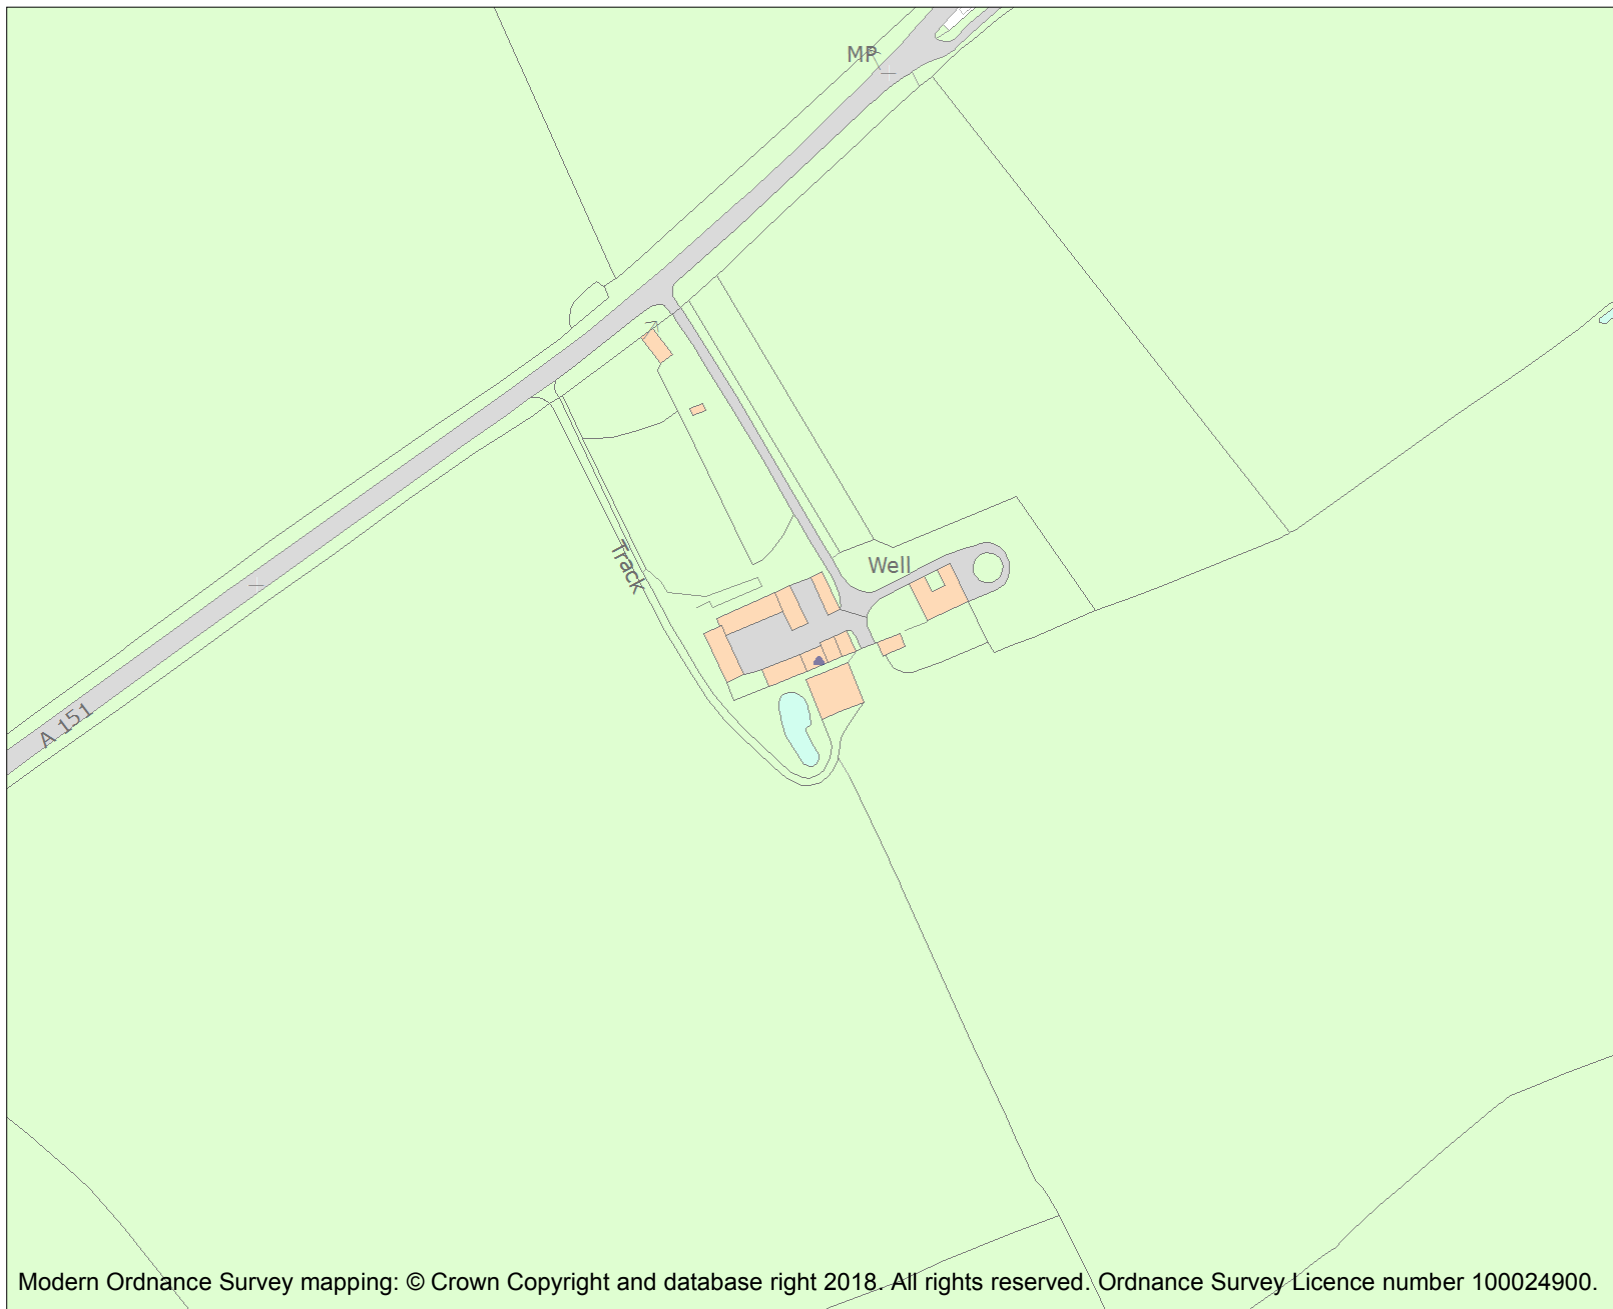 MP
Track
Well
A 151
Modern Ordnance Survey mapping: © Crown Copyright and database right 2018. All rights reserved. Ordnance Survey Licence number 100024900.